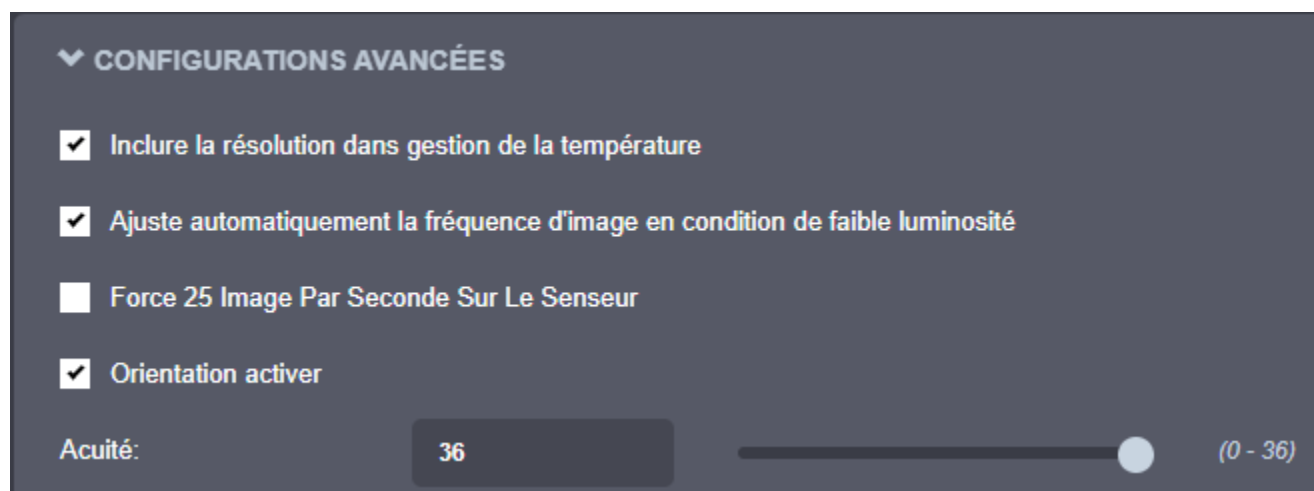 CONFIGURATIONS AVANCÉES
Inclure la résolution dans gestion de la température
Ajuste automatiquement la fréquence d'image en condition de faible luminosité
Force 25 Image Par Seconde Sur Le Senseur
Orientation activer
Acuité: 36 (0 - 36)